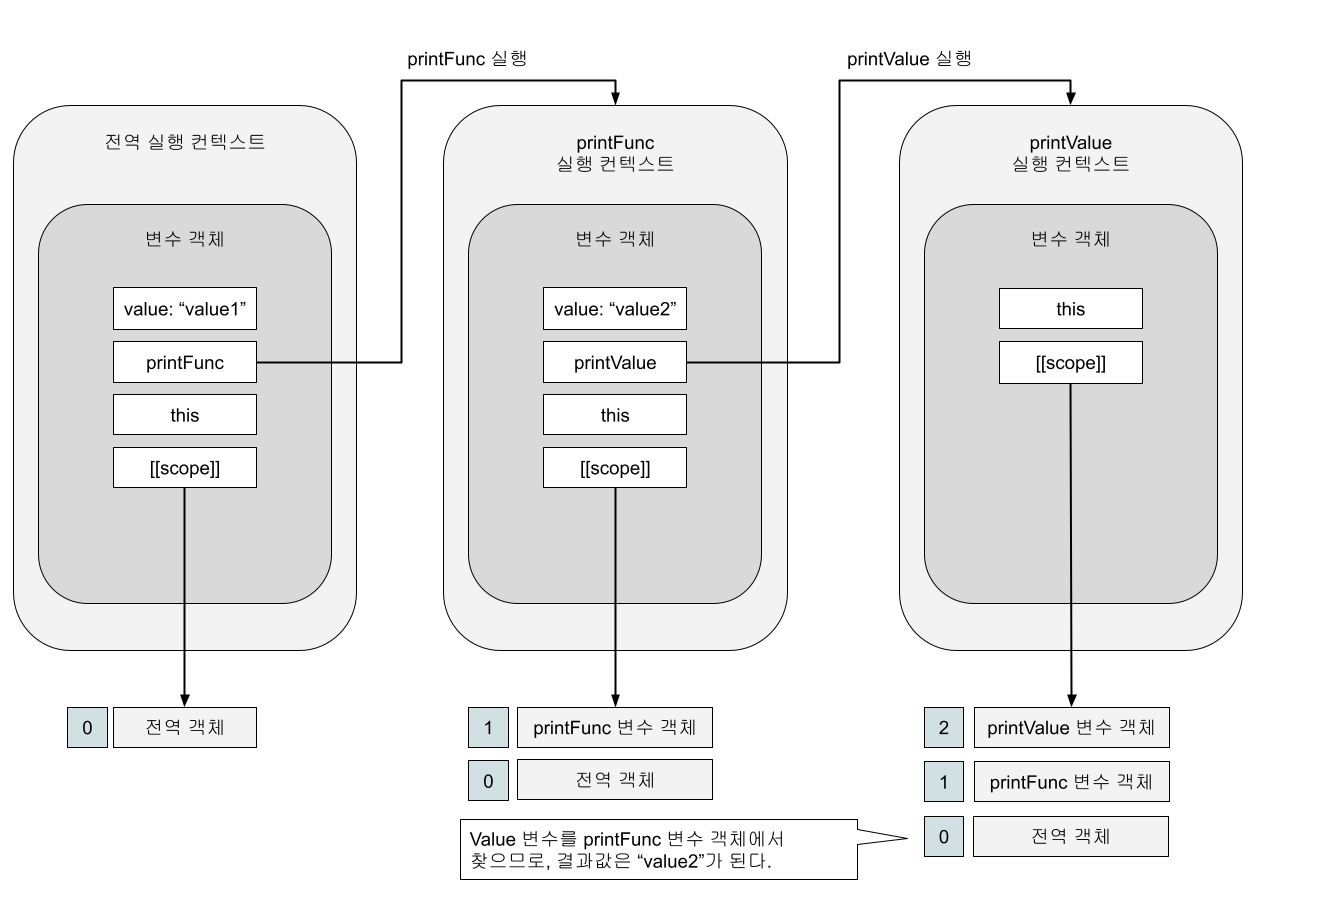 printFunc 실행
printValue 실행
전역 실행 컨텍스트
변수 객체
value: “value1”
printFunc
this
[[scope]]
0
전역 객체
printFunc
실행 컨텍스트
변수 객체
value: “value2”
printValue
this
[[scope]]
1
printFunc 변수 객체
0
전역 객체
printValue
실행 컨텍스트
변수 객체
this
[[scope]]
2
printValue 변수 객체
1
printFunc 변수 객체
0
전역 객체
Value 변수를 printFunc 변수 객체에서
찾으므로, 결과값은 “value2”가 된다.